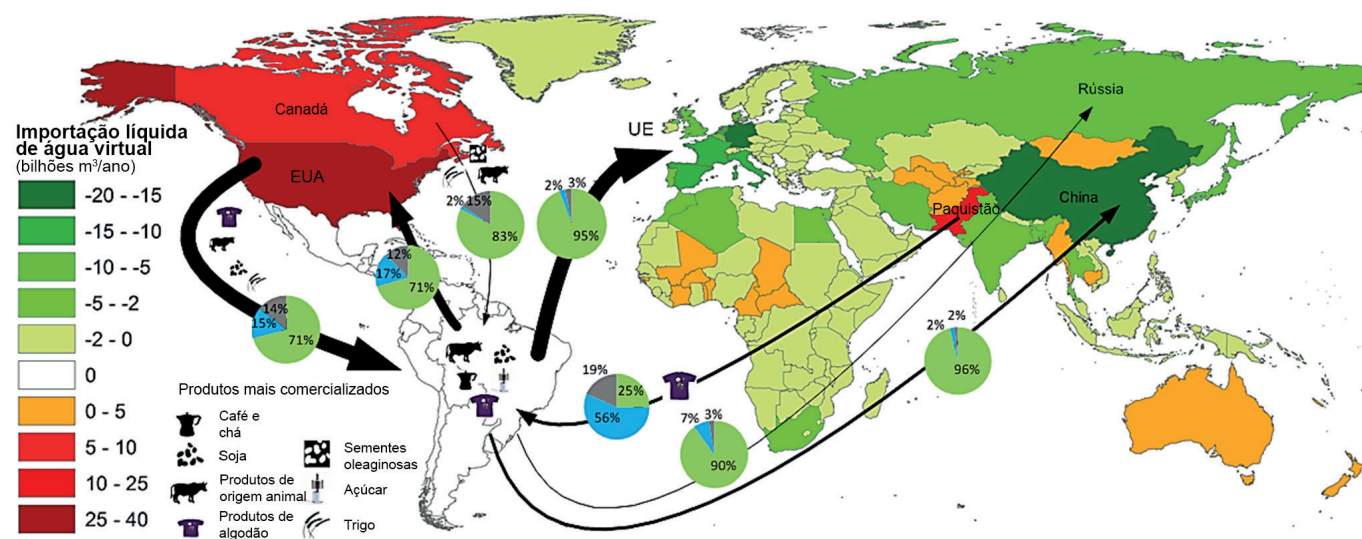 Canadá
Rússia
Importação líquida
de água virtual
(bilhões m³/ano)
UE
EUA
China
Paquistão
-20 - -15
-15 - -10
-10 - -5
-5 - -2
-2 - 0
0
0 - 5
5 - 10
10 - 25
25 - 40
2%
15%
83%
2%
3%
95%
12%
17%
71%
14%
15%
71%
19%
25%
56%
7%
3%
90%
2%
2%
96%
Produtos mais comercializados
Café e
chá
Soja
Produtos de
origem animal
Produtos de
algodão
Sementes
oleaginosas
Açúcar
Trigo